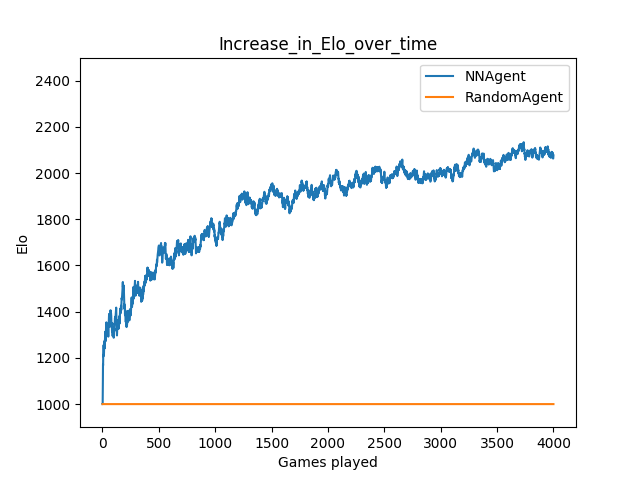 Increase_in_Elo_over_time
NNAgent
RandomAgent
2400
2200
2000
1800
1600
1400
1200
1000
Elo
0 500 1000 1500 2000 2500 3000 3500 4000
Games played